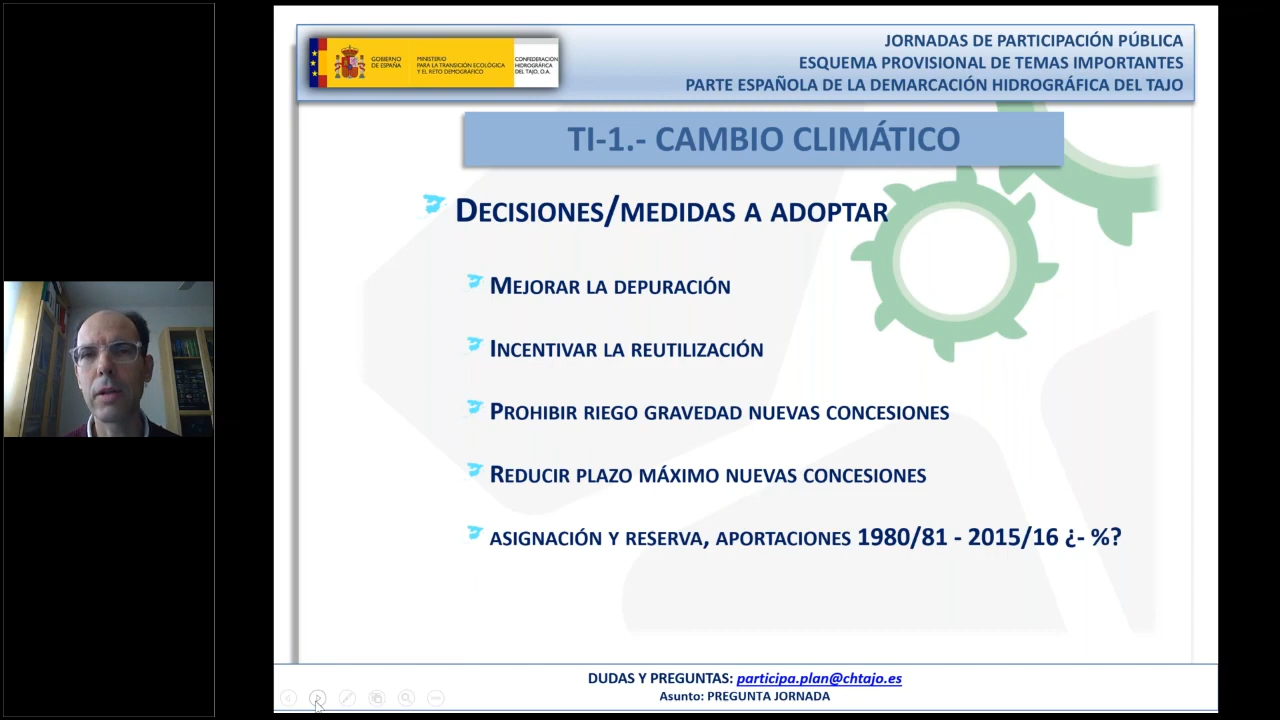 GOBIERNO
DE ESPAÑA
MINISTERIO
PARA LA TRANSICIÓN ECOLÓGICA
Y EL RETO DEMOGRÁFICO
CONFEDERACIÓN
HIDROGRÁFICA
DEL TAJO, O.A.
JORNADAS DE PARTICIPACIÓN PÚBLICA
ESQUEMA PROVISIONAL DE TEMAS IMPORTANTES
PARTE ESPAÑOLA DE LA DEMARCACIÓN HIDROGRÁFICA DEL TAJO
TI-1.- CAMBIO CLIMÁTICO
DECISIONES/MEDIDAS A ADOPTAR
MEJORAR LA DEPURACIÓN
INCENTIVAR LA REUTILIZACIÓN
PROHIBIR RIEGO GRAVEDAD NUEVAS CONCESIONES
REDUCIR PLAZO MÁXIMO NUEVAS CONCESIONES
ASIGNACIÓN Y RESERVA, APORTACIONES 1980/81 - 2015/16 ¿- %?
DUDAS Y PREGUNTAS: participa.plan@chtajo.es
Asunto: PREGUNTA JORNADA